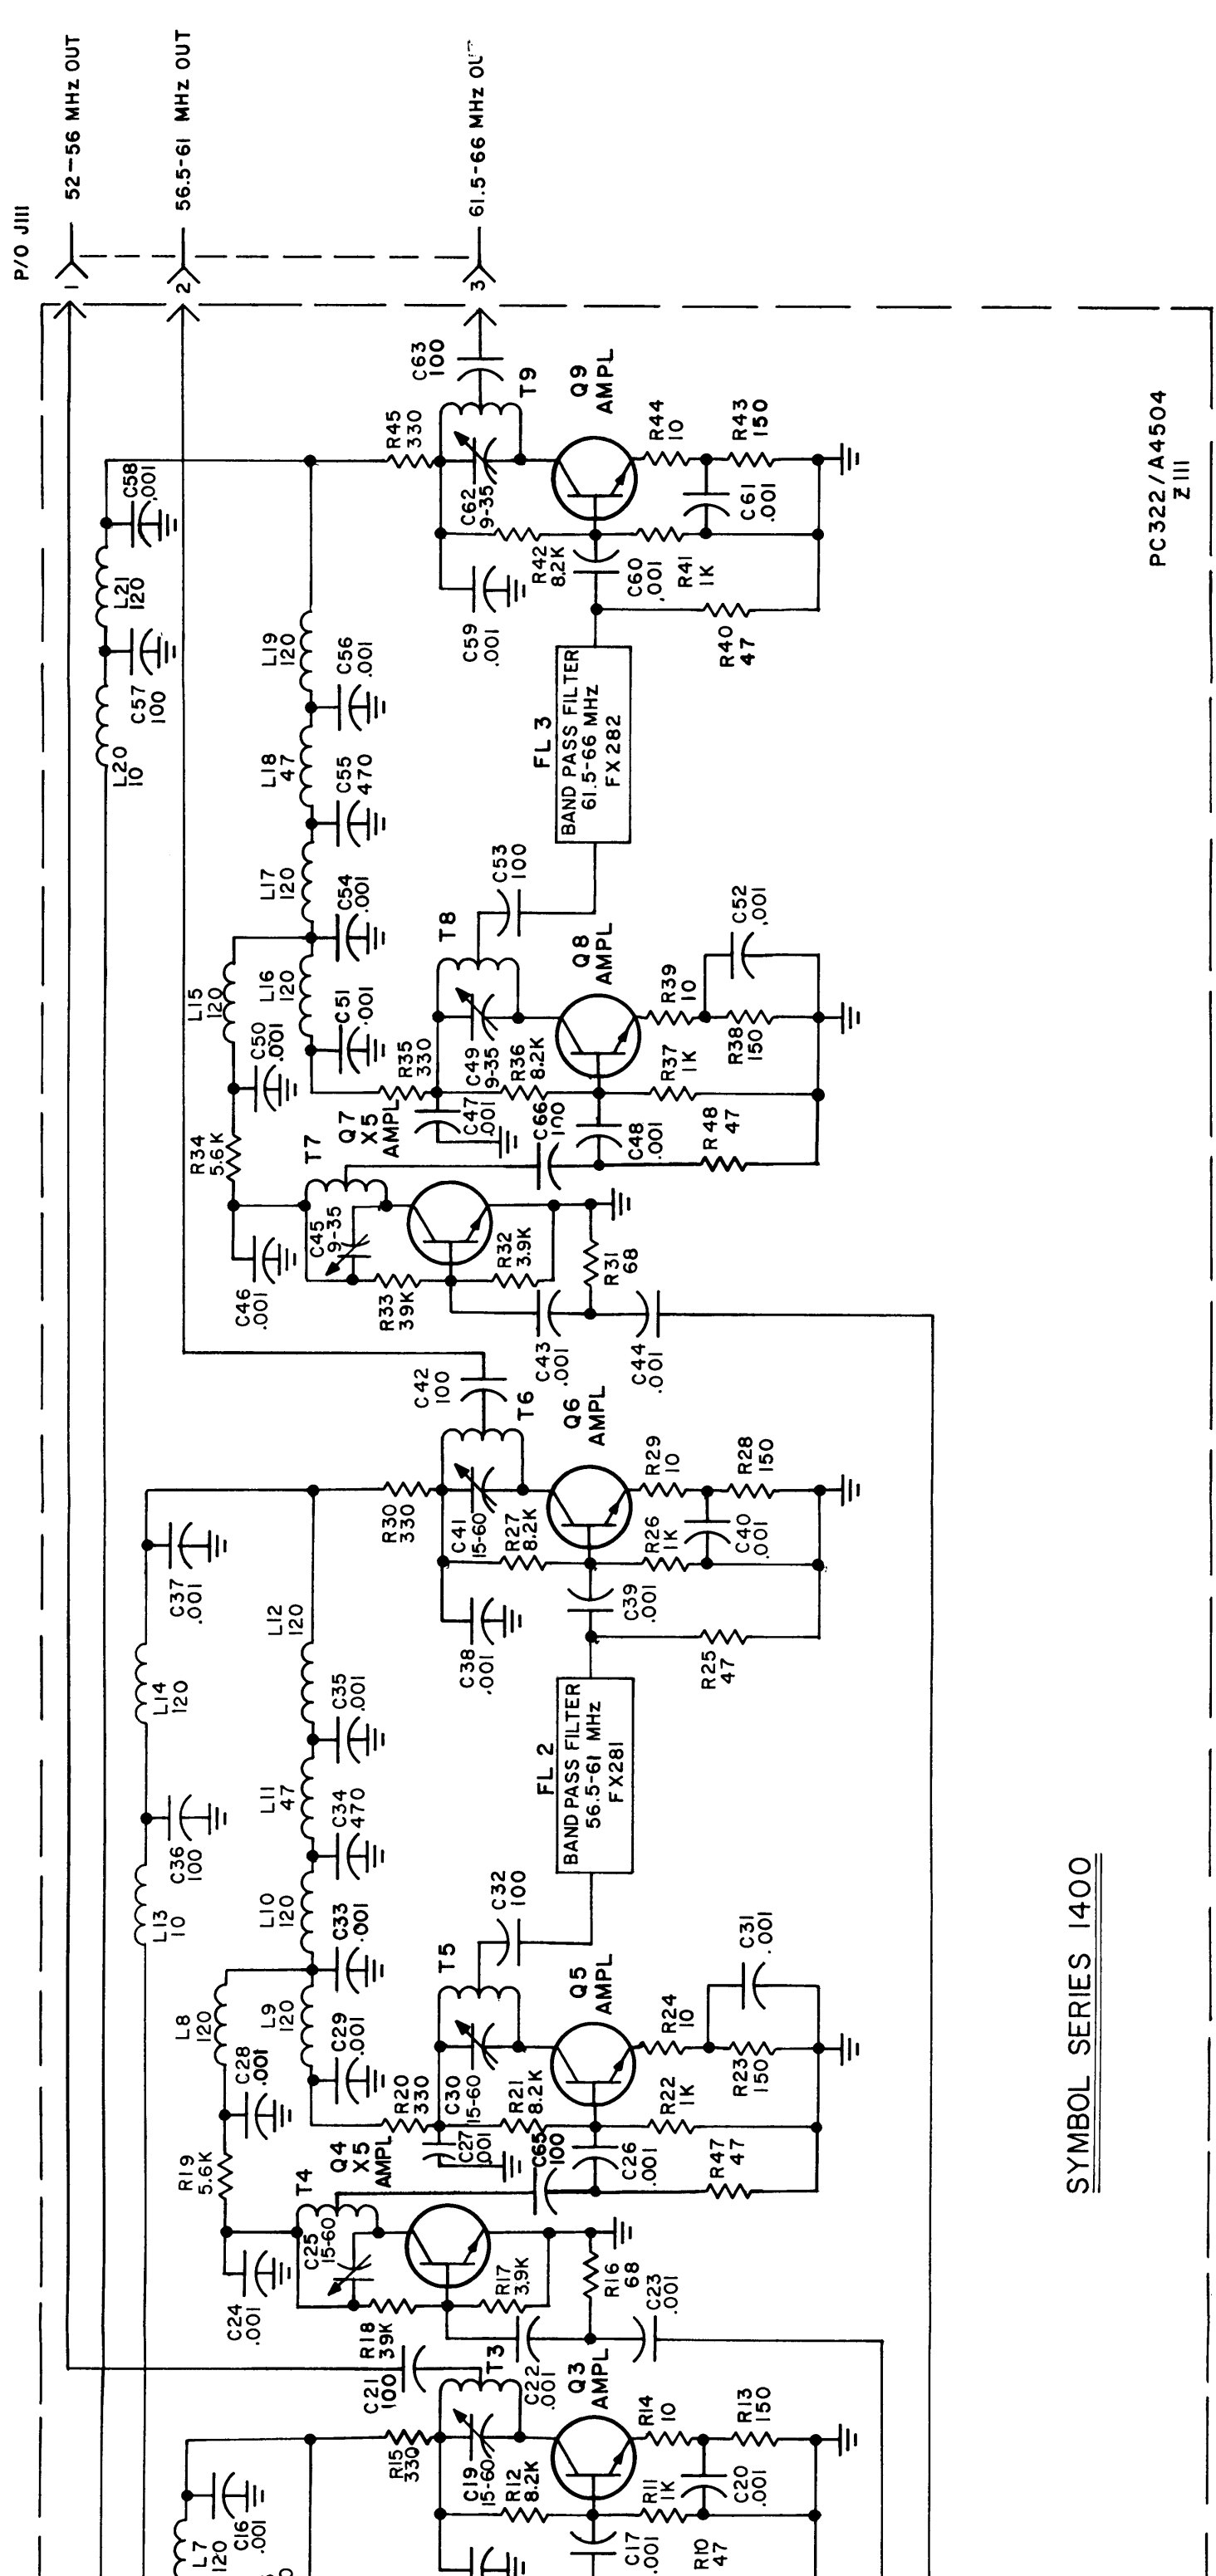 P/O J111
52-56 MHz OUT
56.5-61 MHz OUT
61.5-66 MHz OUT
1
2
3
C63
100
T9
Q9
AMPL
R45
330
C62
9-35
R44
10
R43
150
C61
.001
R42
8.2K
C60
.001
R41
1K
C59
.001
R40
47
C58
.001
L21
120
C57
100
L20
10
L19
120
C56
.001
L18
47
C55
470
L17
120
C54
.001
FL 3
BAND PASS FILTER
61.5-66 MHz
FX282
C53
100
T8
Q8
AMPL
C52
.001
L15
120
L16
120
C50
.001
C51
.001
R35
330
C49
9-35
R36
8.2K
R39
10
R38
150
R37
1K
C47
.001
C66
100
C48
.001
R48
47
R34
5.6K
T7
Q7
X5
AMPL
C45
9-35
C46
.001
R33
39K
R32
3.9K
R31
68
C43
.001
C44
.001
C42
100
T6
Q6
AMPL
R30
330
C41
15-60
R27
8.2K
R29
10
R28
150
R26
1K
C40
.001
C37
.001
C38
.001
C39
.001
R25
47
L14
120
L12
120
C35
.001
C36
100
L11
47
C34
470
L13
10
L10
120
C33
.001
FL 2
BAND PASS FILTER
56.5-61 MHz
FX281
C32
100
T5
Q5
AMPL
C31
.001
L8
120
L9
120
C28
.001
C29
.001
R20
330
C30
15-60
R21
8.2K
R24
10
R23
150
R22
1K
C27
.001
C65
100
C26
.001
R47
47
R19
5.6K
T4
Q4
X5
AMPL
C25
15-60
C24
.001
R18
39K
R17
3.9K
R16
68
C23
.001
C22
.001
C21
100
T3
Q3
AMPL
R15
330
C19
15-60
R12
8.2K
R14
10
R13
150
R11
1K
C20
.001
C16
.001
L7
120
C17
.001
R10
47
PC322/A4504
Z111
SYMBOL SERIES 1400